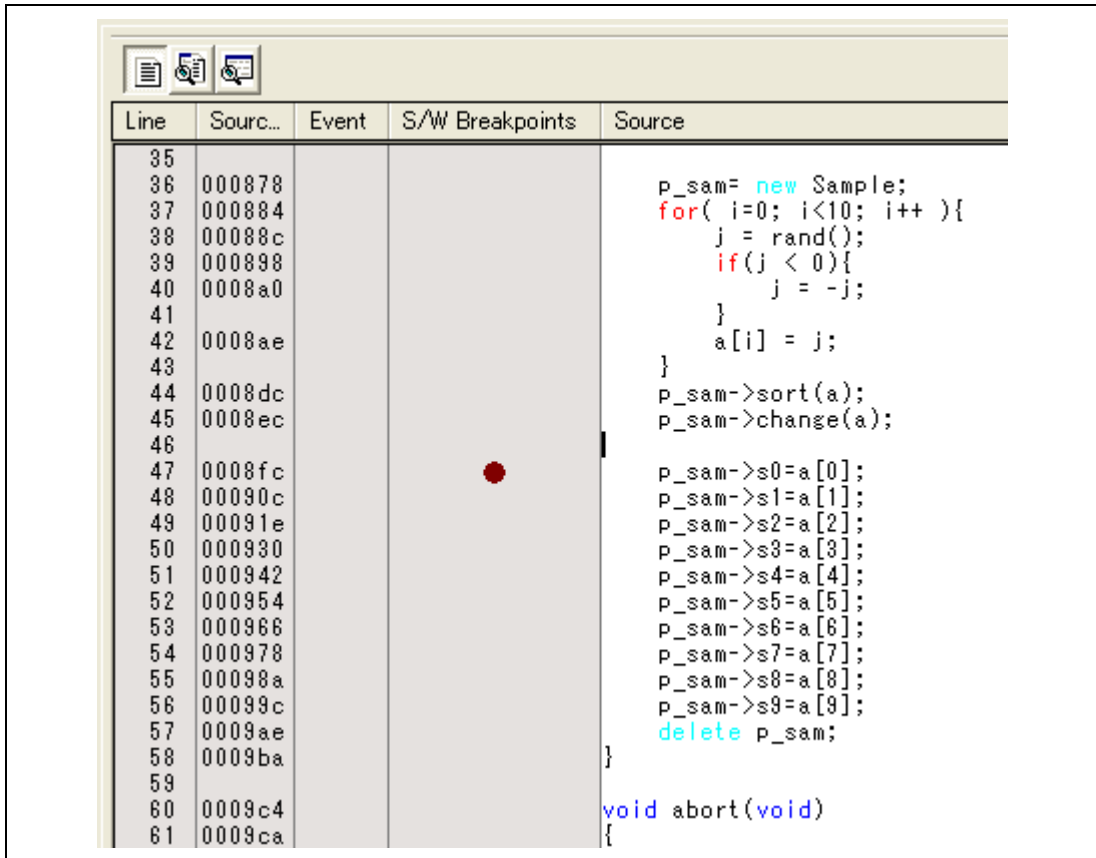 Line Sourc... Event S/W Breakpoints Source
35
36 000878 p_sam= new Sample;
37 000884 for( i=0; i<10; i++ ){
38 00088c j = rand();
39 000898 if(j < 0){
40 0008a0 j = -j;
41 }
42 0008ae a[i] = j;
43 }
44 0008dc p_sam->sort(a);
45 0008ec p_sam->change(a);
46
47 0008fc p_sam->s0=a[0];
48 00090c p_sam->s1=a[1];
49 00091e p_sam->s2=a[2];
50 000930 p_sam->s3=a[3];
51 000942 p_sam->s4=a[4];
52 000954 p_sam->s5=a[5];
53 000966 p_sam->s6=a[6];
54 000978 p_sam->s7=a[7];
55 00098a p_sam->s8=a[8];
56 00099c p_sam->s9=a[9];
57 0009ae delete p_sam;
58 0009ba }
59
60 0009c4 void abort(void)
61 0009ca {